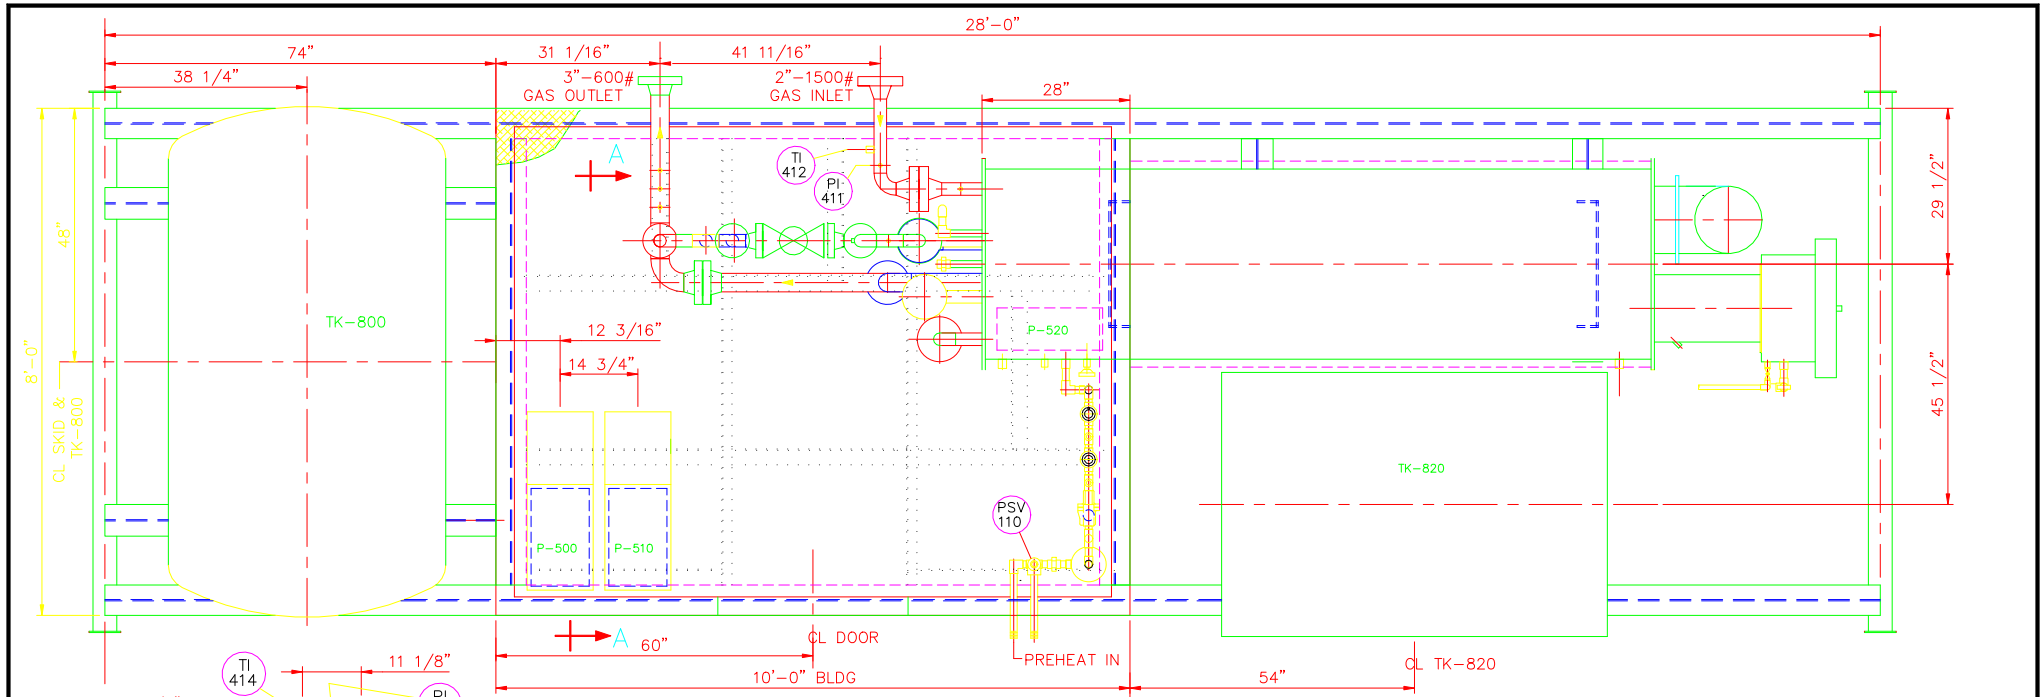 28'-0"
74"
31 1/16"
41 11/16"
38 1/4"
3"-600#
GAS OUTLET
2"-1500#
GAS INLET
28"
A
TI
412
PI
411
29 1/2"
48"
8'-0"
TK-800
12 3/16"
P-520
14 3/4"
45 1/2"
CL SKID &
TK-800
TK-820
PSV
110
P-500
P-510
A
60"
CL DOOR
PREHEAT IN
CL TK-820
TI
414
11 1/8"
10'-0" BLDG
54"
PI